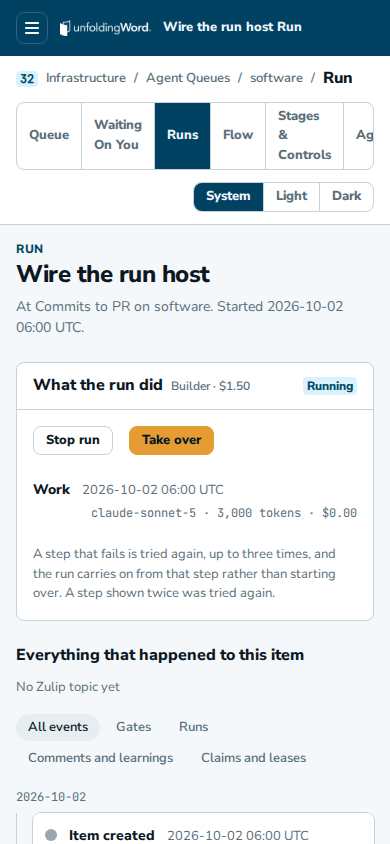 unfoldingWord. Wire the run host Run
32 Infrastructure / Agent Queues / software / Run
Queue
Waiting
On You
Runs
Flow
Stages
&
Controls
Ag
System Light Dark
RUN
Wire the run host
At Commits to PR on software. Started 2026-10-02
06:00 UTC.
What the run did Builder · $1.50 Running
Stop run Take over
Work 2026-10-02 06:00 UTC
claude-sonnet-5 · 3,000 tokens · $0.00
A step that fails is tried again, up to three times, and
the run carries on from that step rather than starting
over. A step shown twice was tried again.
Everything that happened to this item
No Zulip topic yet
All events Gates Runs
Comments and learnings Claims and leases
2026-10-02
Item created 2026-10-02 06:00 UTC